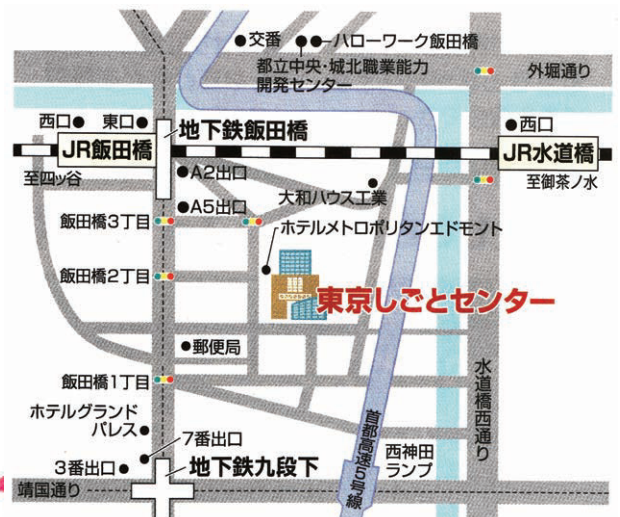 交番
ハローワーク飯田橋
都立中央・城北職業能力
開発センター
外堀通り
西口
東口
地下鉄飯田橋
西口
JR飯田橋
JR水道橋
至四ッ谷
A2出口
至御茶ノ水
大和ハウス工業
A5出口
飯田橋3丁目
ホテルメトロポリタンエドモント
飯田橋2丁目
東京しごとセンター
郵便局
飯田橋1丁目
水道橋西通り
ホテルグランド
パレス
7番出口
首都高速5号線
西神田
ランプ
3番出口
地下鉄九段下
靖国通り